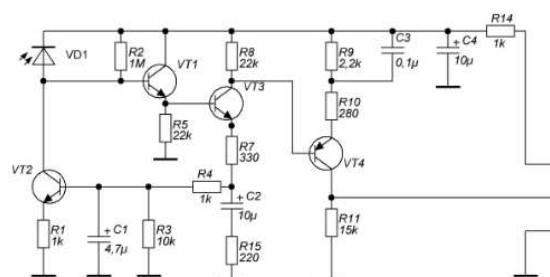 VD1
R2
1M
VT1
R8
22k
VT3
R9
2,2k
C3
0,1µ
C4
10µ
R14
1k
R5
22k
R10
280
R7
330
VT4
VT2
R4
1k
C2
10µ
R1
1k
C1
4,7µ
R3
10k
R15
220
R11
15k